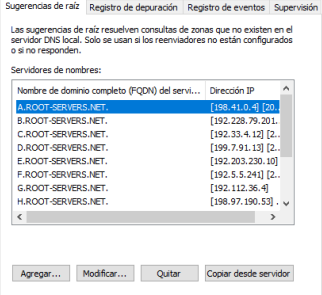 Sugerencias de raíz Registro de depuración Registro de eventos Supervisión
Las sugerencias de raíz resuelven consultas de zonas que no existen en el
servidor DNS local. Solo se usan si los reenviadores no están configurados
o si no responden.
Servidores de nombres:
Nombre de dominio completo (FQDN) del servi... Dirección IP
A.ROOT-SERVERS.NET. [198.41.0.4] [20...
B.ROOT-SERVERS.NET. [192.228.79.201...
C.ROOT-SERVERS.NET. [192.33.4.12] [2...
D.ROOT-SERVERS.NET. [199.7.91.13] [2...
E.ROOT-SERVERS.NET. [192.203.230.10]
F.ROOT-SERVERS.NET. [192.5.5.241] [2...
G.ROOT-SERVERS.NET. [192.112.36.4]
H.ROOT-SERVERS.NET. [198.97.190.53] ...
Agregar... Modificar... Quitar Copiar desde servidor